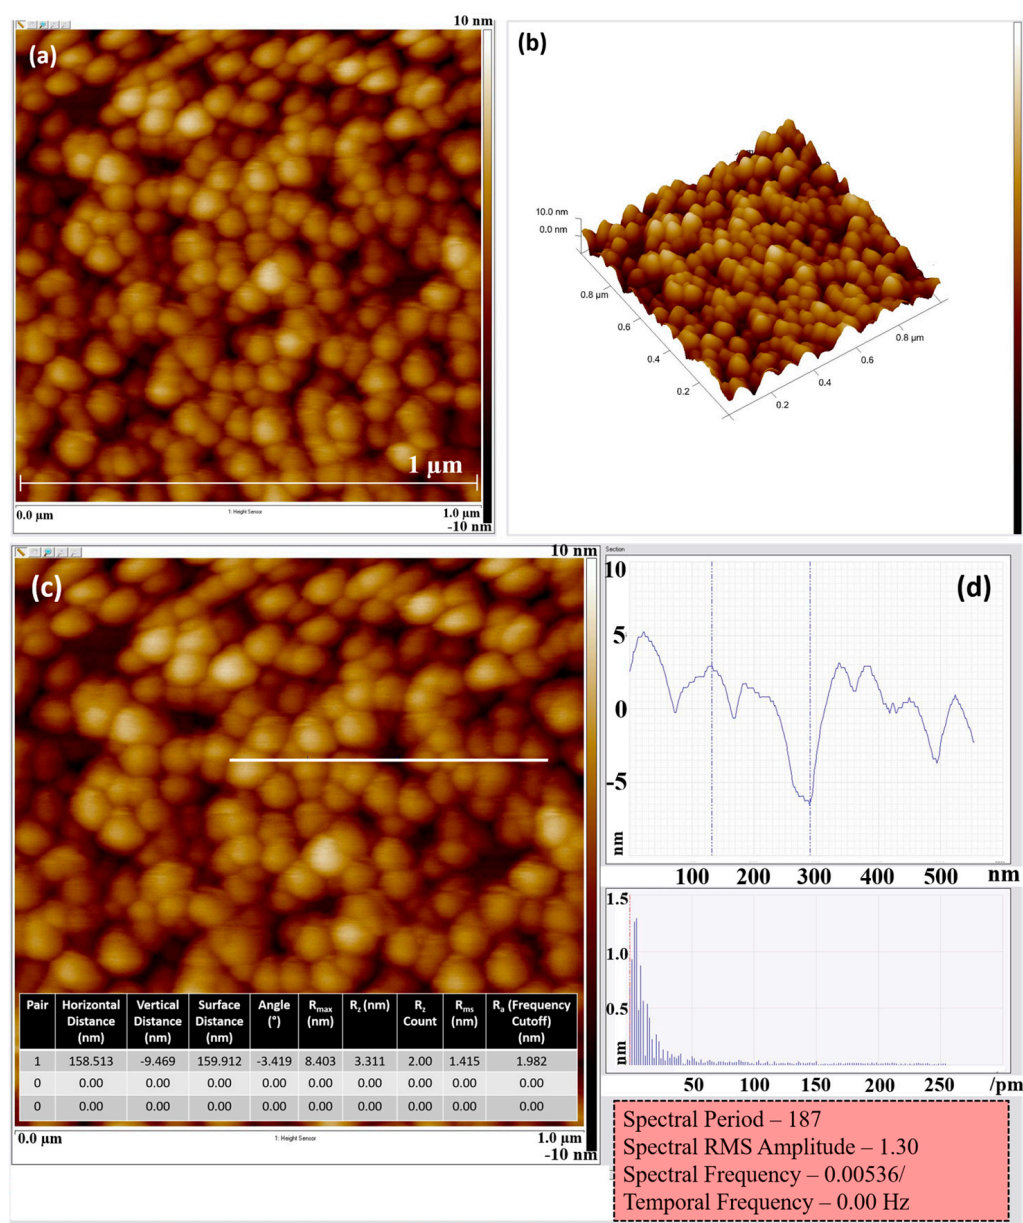 10 nm
(a)
1 µm
0.0 µm
1: Height Sensor
1.0 µm
-10 nm
(b)
10.0 nm
0.0 nm
0.8 µm
0.6
0.4
0.2
0.2
0.4
0.6
0.8 µm
10 nm
(c)
Pair Horizontal Distance (nm) Vertical Distance (nm) Surface Distance (nm) Angle (°) Rmax (nm) Rz (nm) Rz Count Rms (nm) Ra (Frequency Cutoff) (nm)
1 158.513 -9.469 159.912 -3.419 8.403 3.311 2.00 1.415 1.982
0 0.00 0.00 0.00 0.00 0.00 0.00 0.00 0.00 0.00
0 0.00 0.00 0.00 0.00 0.00 0.00 0.00 0.00 0.00
0.0 µm
1: Height Sensor
1.0 µm
-10 nm
Section
(d)
10
5
0
-5
nm
100 200 300 400 500 nm
1.5
1.0
0.5
nm
50 100 150 200 250 /µm
Spectral Period – 187
Spectral RMS Amplitude – 1.30
Spectral Frequency – 0.00536/
Temporal Frequency – 0.00 Hz